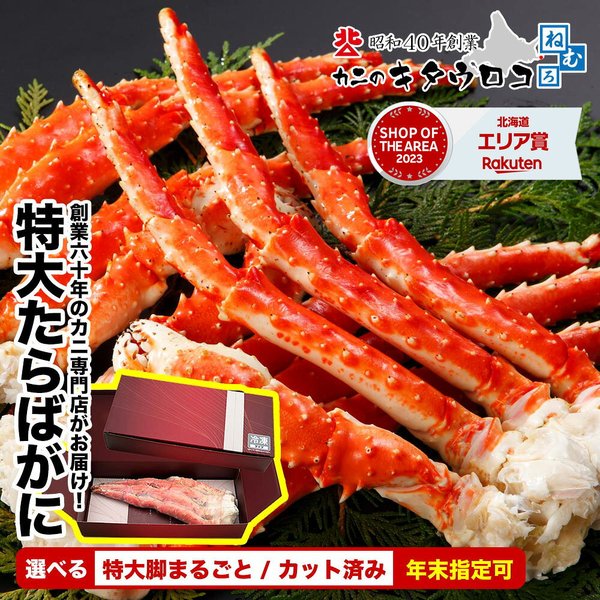 昭和40年創業
カニのキタウロコ
ねむろ
SHOP OF
THE AREA
2023
北海道
エリア賞
Rakuten
創業六十年のカニ専門店がお届け!
特大たらばがに
冷凍
選べる 特大脚まるごと / カット済み 年末指定可